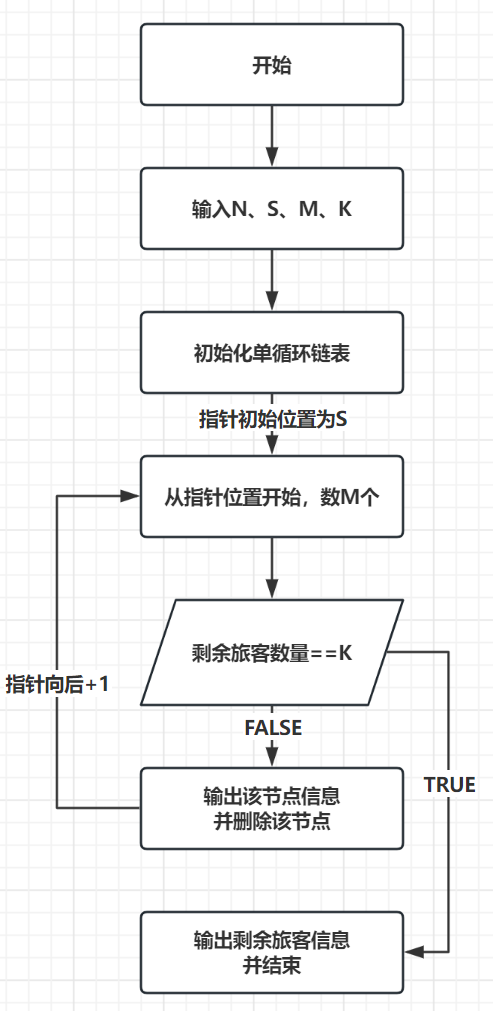 开始
输入N、S、M、K
初始化单循环链表
指针初始位置为S
从指针位置开始，数M个
剩余旅客数量==K
指针向后+1
FALSE
TRUE
输出该节点信息
并删除该节点
输出剩余旅客信息
并结束